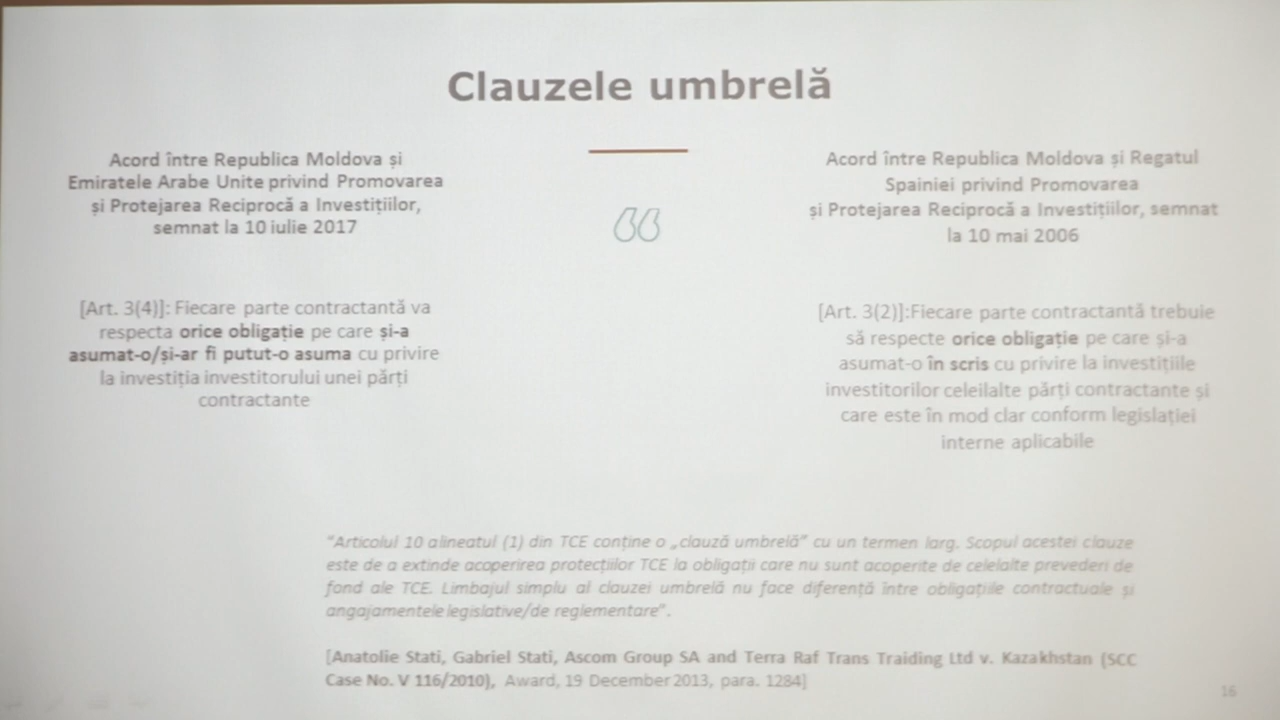 Clauzele umbrelă
Acord între Republica Moldova și
Emiratele Arabe Unite privind Promovarea
și Protejarea Reciprocă a Investițiilor,
semnat la 10 iulie 2017
[Art. 3(4)]: Fiecare parte contractantă va
respecta orice obligație pe care și-a
asumat-o/și-ar fi putut-o asuma cu privire
la investiția investitorului unei părți
contractante
Acord între Republica Moldova și Regatul
Spainiei privind Promovarea
și Protejarea Reciprocă a Investițiilor, semnat
la 10 mai 2006
[Art. 3(2)]:Fiecare parte contractantă trebuie
să respecte orice obligație pe care și-a
asumat-o în scris cu privire la investițiile
investitorilor celeilalte părți contractante și
care este în mod clar conform legislației
interne aplicabile
"Articolul 10 alineatul (1) din TCE conține o „clauză umbrelă” cu un termen larg. Scopul acestei clauze
este de a extinde acoperirea protecțiilor TCE la obligații care nu sunt acoperite de celelalte prevederi de
fond ale TCE. Limbajul simplu al clauzei umbrelă nu face diferență între obligațiile contractuale și
angajamentele legislative/de reglementare”.
[Anatolie Stati, Gabriel Stati, Ascom Group SA and Terra Raf Trans Traiding Ltd v. Kazakhstan (SCC
Case No. V 116/2010), Award, 19 December 2013, para. 1284]
16